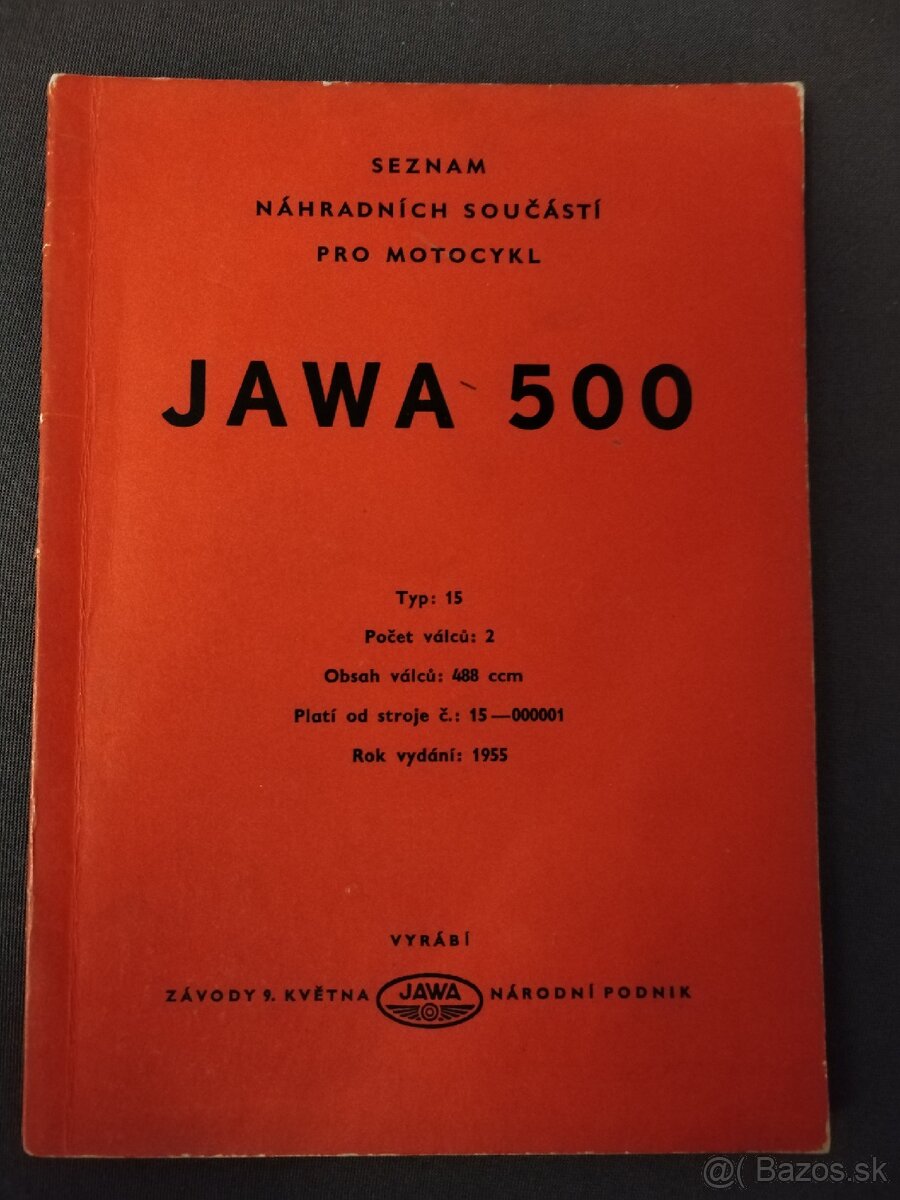 SEZNAM
NÁHRADNÍCH SOUČÁSTÍ
PRO MOTOCYKL
JAWA 500
Typ: 15
Počet válců: 2
Obsah válců: 488 ccm
Platí od stroje č.: 15—000001
Rok vydání: 1955
VYRÁBÍ
ZÁVODY 9. KVĚTNA JAWA NÁRODNÍ PODNIK
@( Bazos.sk